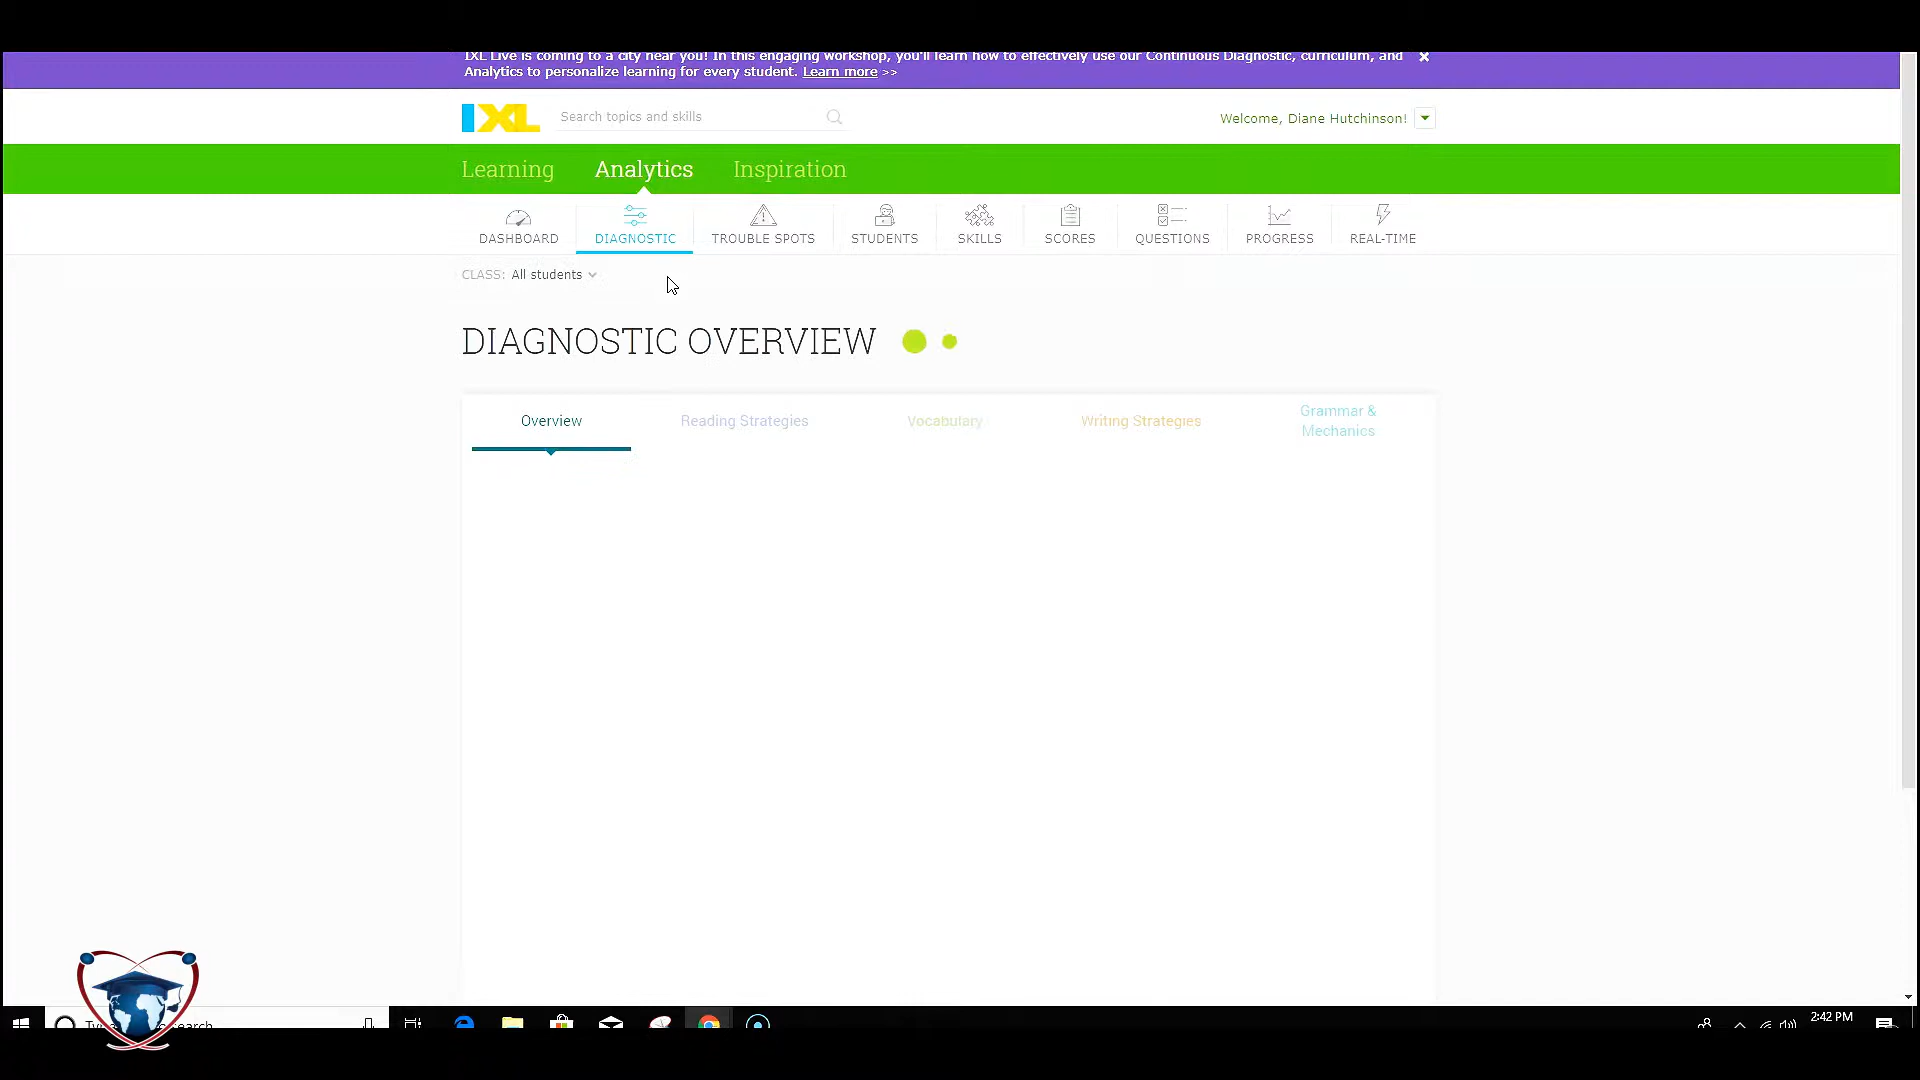 IXL Live is coming to a city near you! In this engaging workshop, you'll learn how to effectively use our Continuous Diagnostic, curriculum, and
Analytics to personalize learning for every student. Learn more >>
IXL
Search topics and skills
Welcome, Diane Hutchinson!
Learning Analytics Inspiration
DASHBOARD DIAGNOSTIC TROUBLE SPOTS STUDENTS SKILLS SCORES QUESTIONS PROGRESS REAL-TIME
CLASS: All students
DIAGNOSTIC OVERVIEW
Overview Reading Strategies Vocabulary Writing Strategies Grammar &
Mechanics
search
2:42 PM